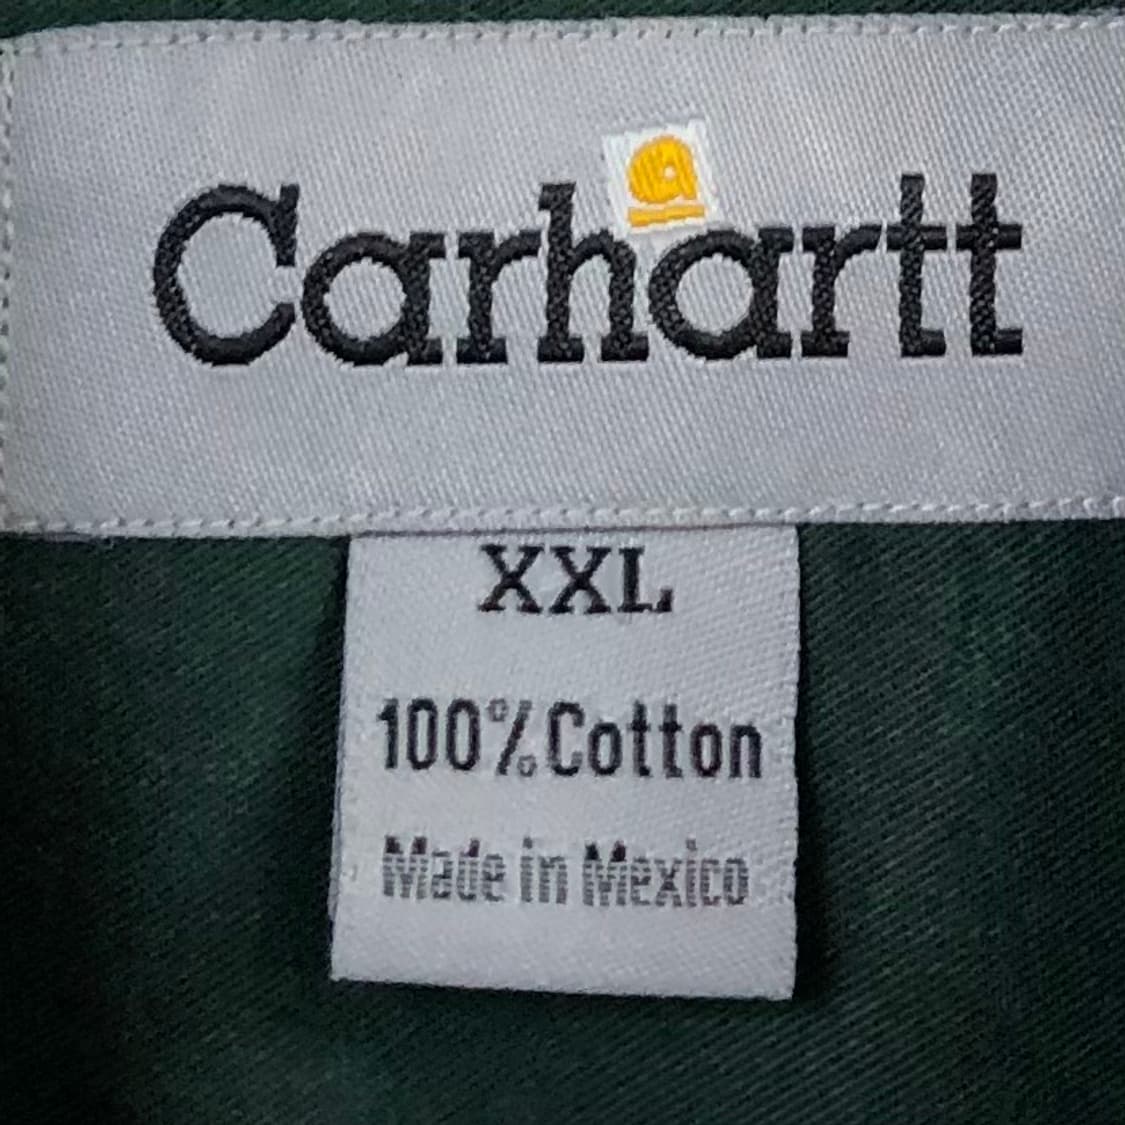 Carhartt
XXL
100% Cotton
Made in Mexico